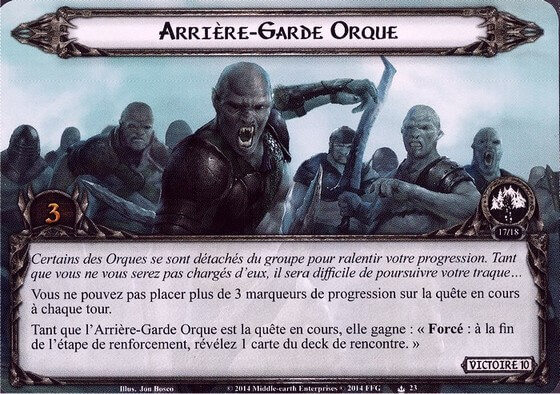 Arrière-Garde Orque
3
17/18
Certains des Orques se sont détachés du groupe pour ralentir votre progression. Tant
que vous ne vous serez pas chargés d'eux, il sera difficile de poursuivre votre traque…
Vous ne pouvez pas placer plus de 3 marqueurs de progression sur la quête en cours
à chaque tour.
Tant que l'Arrière-Garde Orque est la quête en cours, elle gagne : « Forcé : à la fin
de l'étape de renforcement, révélez 1 carte du deck de rencontre. »
VICTOIRE 10
Illus. Jon Bosco © 2014 Middle-earth Enterprises © 2014 FFG 23